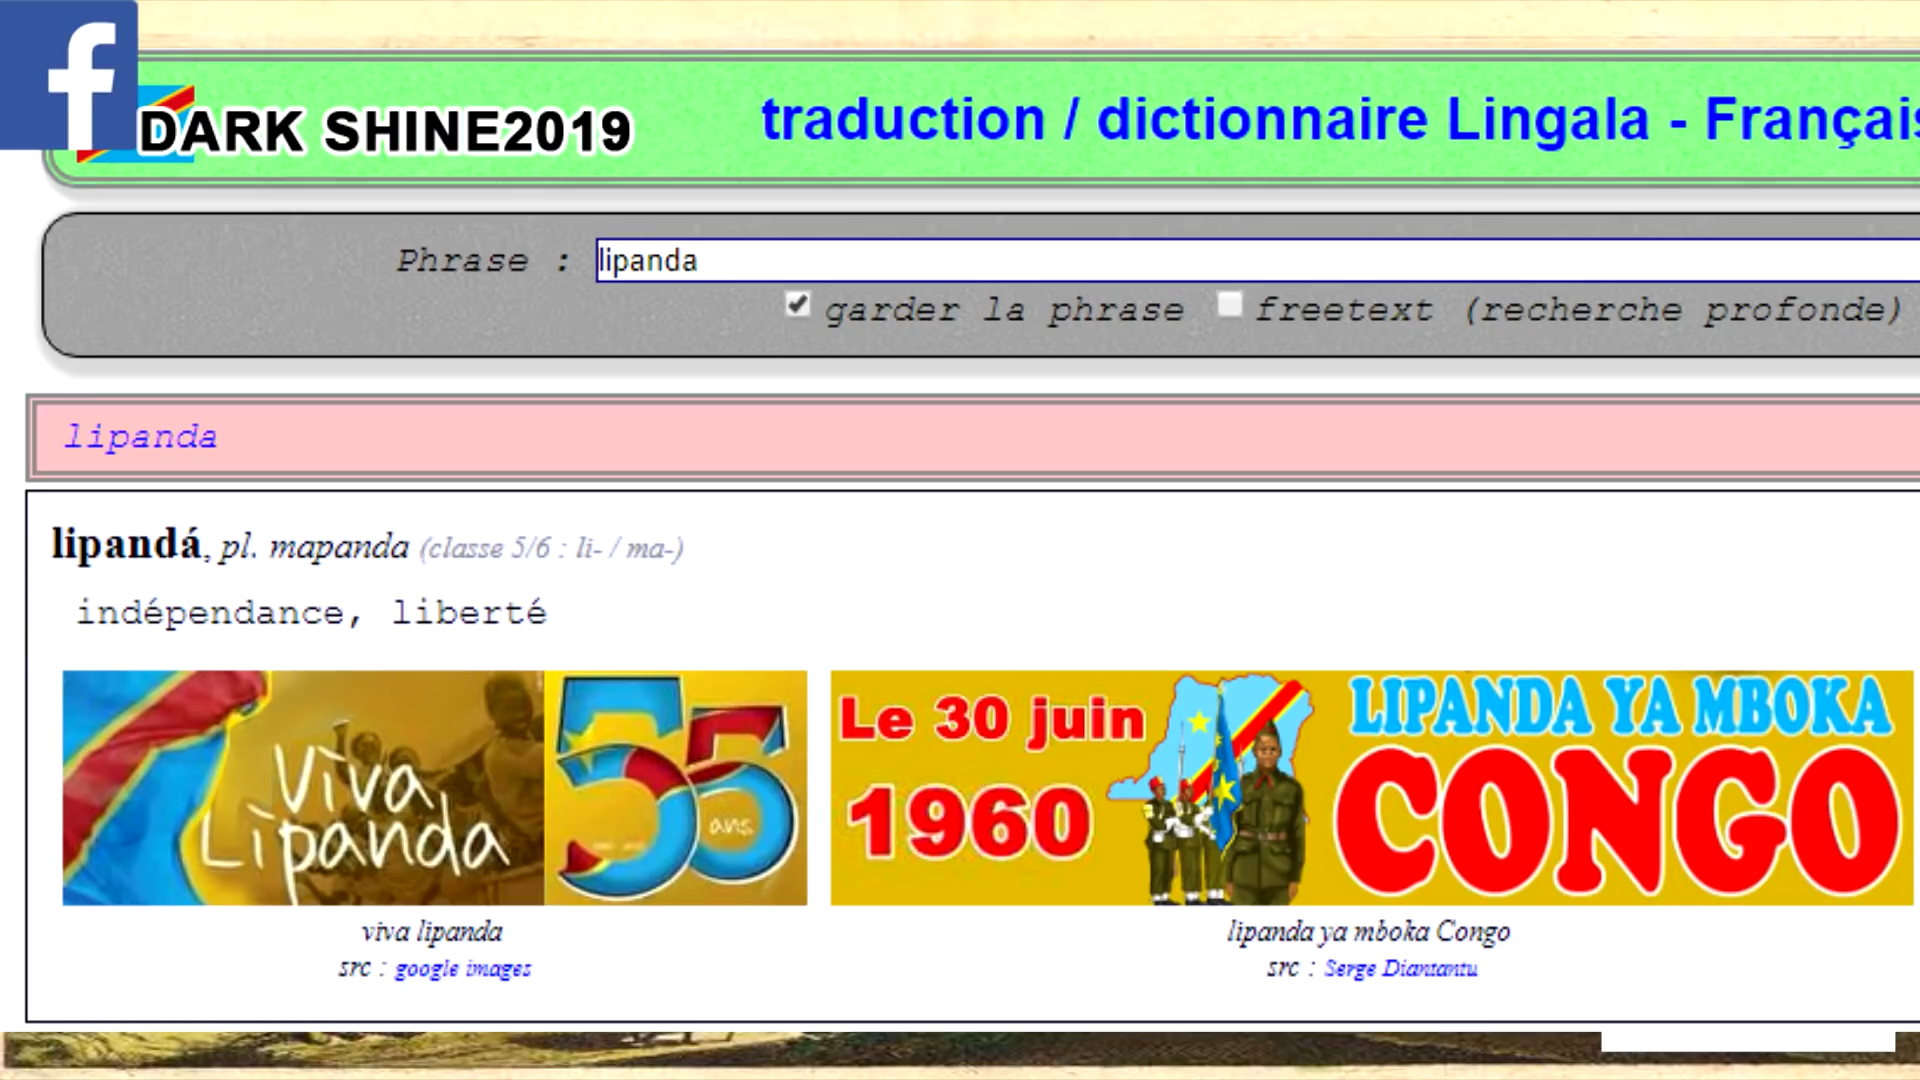 f
DARK SHINE2019
traduction / dictionnaire Lingala - Français
Phrase : lipanda
garder la phrase freetext (recherche profonde)
lipanda
lipandá, pl. mapanda (classe 5/6 : li- / ma-)
indépendance, liberté
Viva
Lipanda
55
ans
Le 30 juin
1960
LIPANDA YA MBOKA
CONGO
viva lipanda
src : google images
lipanda ya mboka Congo
src : Serge Diantantu